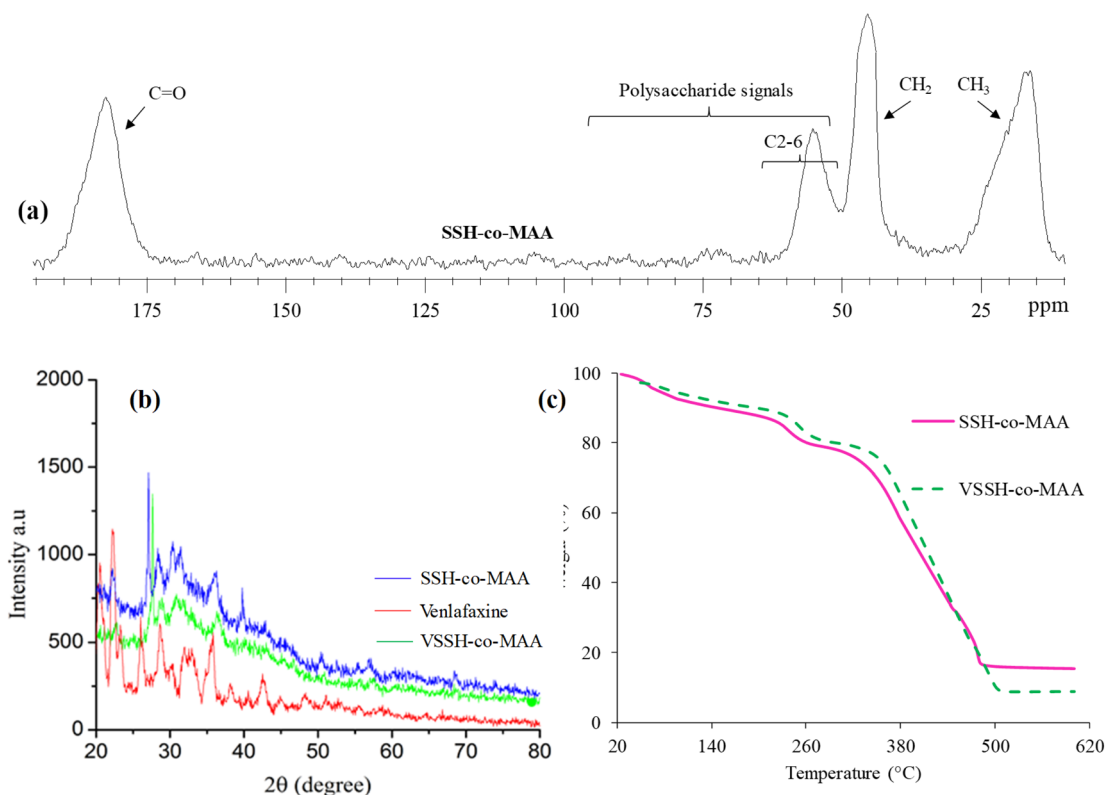 C=O
Polysaccharide signals
CH₂
CH₃
C2-6
(a)
SSH-co-MAA
175
150
125
100
75
50
25
ppm
(b)
2000
1500
1000
500
0
Intensity a.u
SSH-co-MAA
Venlafaxine
VSSH-co-MAA
20
30
40
50
60
70
80
2θ (degree)
(c)
100
80
60
40
20
0
SSH-co-MAA
VSSH-co-MAA
20
140
260
380
500
620
Temperature (°C)